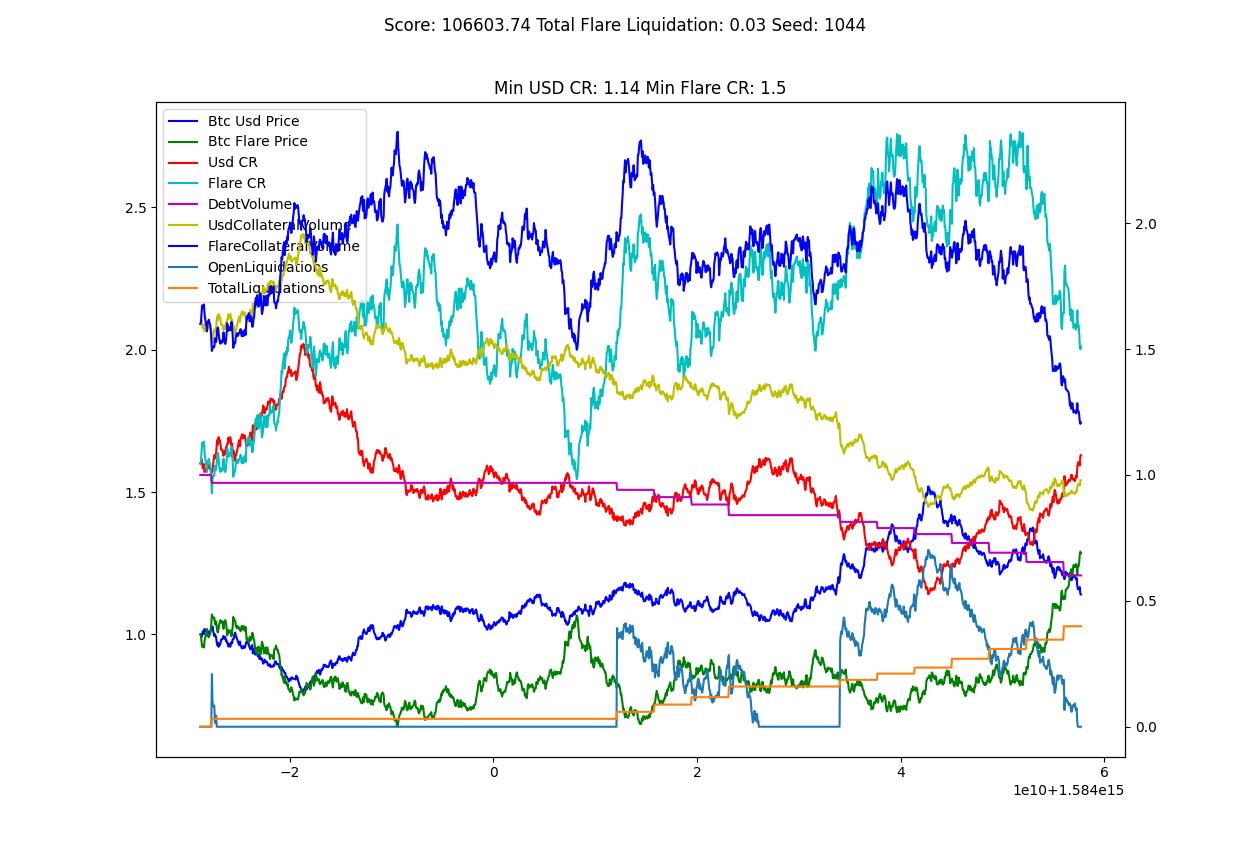 Score: 106603.74 Total Flare Liquidation: 0.03 Seed: 1044
Min USD CR: 1.14 Min Flare CR: 1.5
Btc Usd Price
Btc Flare Price
Usd CR
Flare CR
DebtVolume
UsdCollateralVolume
FlareCollateralVolume
OpenLiquidations
TotalLiquidations
2.5
2.0
1.5
1.0
2.0
1.5
1.0
0.5
0.0
−2
0
2
4
6
1e10+1.584e15